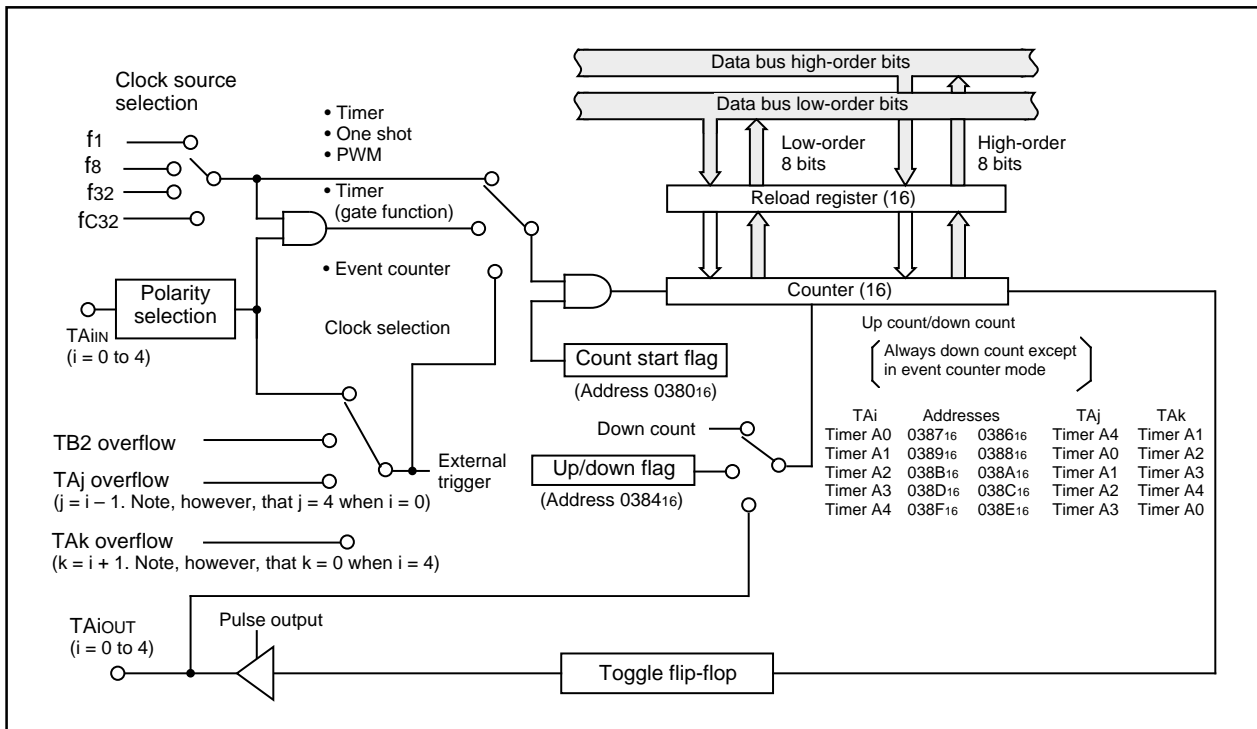 Clock source
selection
f1
f8
f32
fC32
• Timer
• One shot
• PWM
• Timer
(gate function)
• Event counter
Clock selection
Polarity
selection
TAiIN
(i = 0 to 4)
TB2 overflow
TAj overflow
(j = i – 1. Note, however, that j = 4 when i = 0)
TAk overflow
(k = i + 1. Note, however, that k = 0 when i = 4)
External
trigger
Data bus high-order bits
Data bus low-order bits
Low-order
8 bits
High-order
8 bits
Reload register (16)
Counter (16)
Up count/down count
Always down count except
in event counter mode
Count start flag
(Address 038016)
Down count
Up/down flag
(Address 038416)
TAi Addresses TAj TAk
Timer A0 038716 038616 Timer A4 Timer A1
Timer A1 038916 038816 Timer A0 Timer A2
Timer A2 038B16 038A16 Timer A1 Timer A3
Timer A3 038D16 038C16 Timer A2 Timer A4
Timer A4 038F16 038E16 Timer A3 Timer A0
Pulse output
TAiOUT
(i = 0 to 4)
Toggle flip-flop